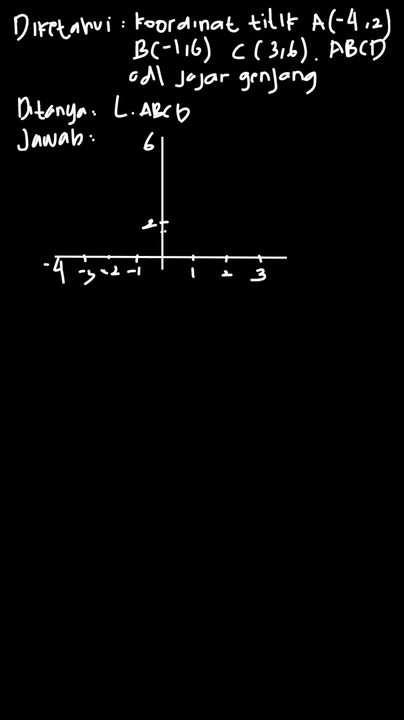 Diketahui : Koordinat titik A(-4,2)
B(-1,6) C(3,6). ABCD
adl jajar genjang
Ditanya: L. ABCD
Jawab:
6
2
-4 -3 -2 -1 1 2 3